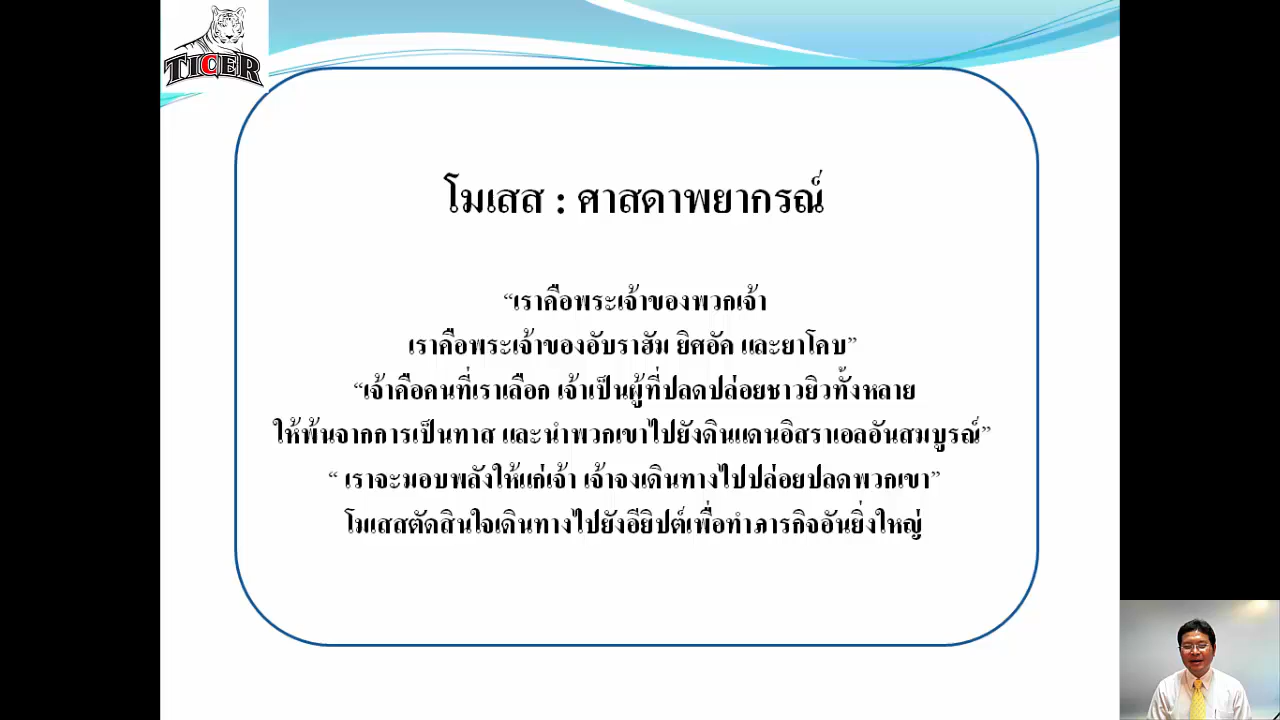 TICER
โมเสส : ศาสดาพยากรณ์
“เราคือพระเจ้าของพวกเจ้า
เราคือพระเจ้าของอับราฮัม ยิศอัค และยาโคบ”
“เจ้าคือคนที่เราเลือก เจ้าเป็นผู้ที่ปลดปล่อยชาวยิวทั้งหลาย
ให้พ้นจากการเป็นทาส และนำพวกเขาไปยังดินแดนอิสราเอลอันสมบูรณ์”
“ เราจะมอบพลังให้แก่เจ้า เจ้าจงเดินทางไปปล่อยปลดพวกเขา”
โมเสสตัดสินใจเดินทางไปยังอียิปต์เพื่อทำภารกิจอันยิ่งใหญ่